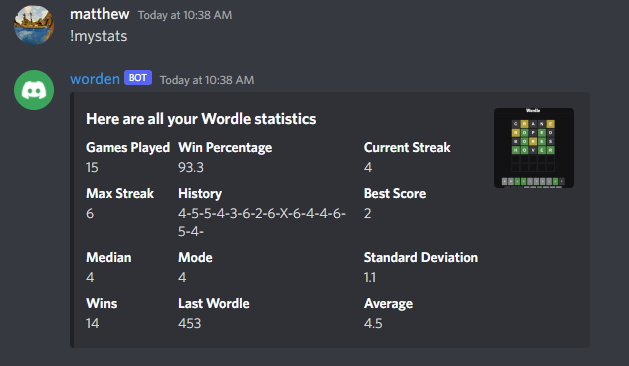 matthew Today at 10:38 AM
!mystats
worden BOT Today at 10:38 AM
Here are all your Wordle statistics
Games Played Win Percentage Current Streak
15 93.3 4
Max Streak History Best Score
6 4-5-5-4-3-6-2-6-X-6-4-4-6- 2
5-4-
Median Mode Standard Deviation
4 4 1.1
Wins Last Wordle Average
14 453 4.5
Wordle